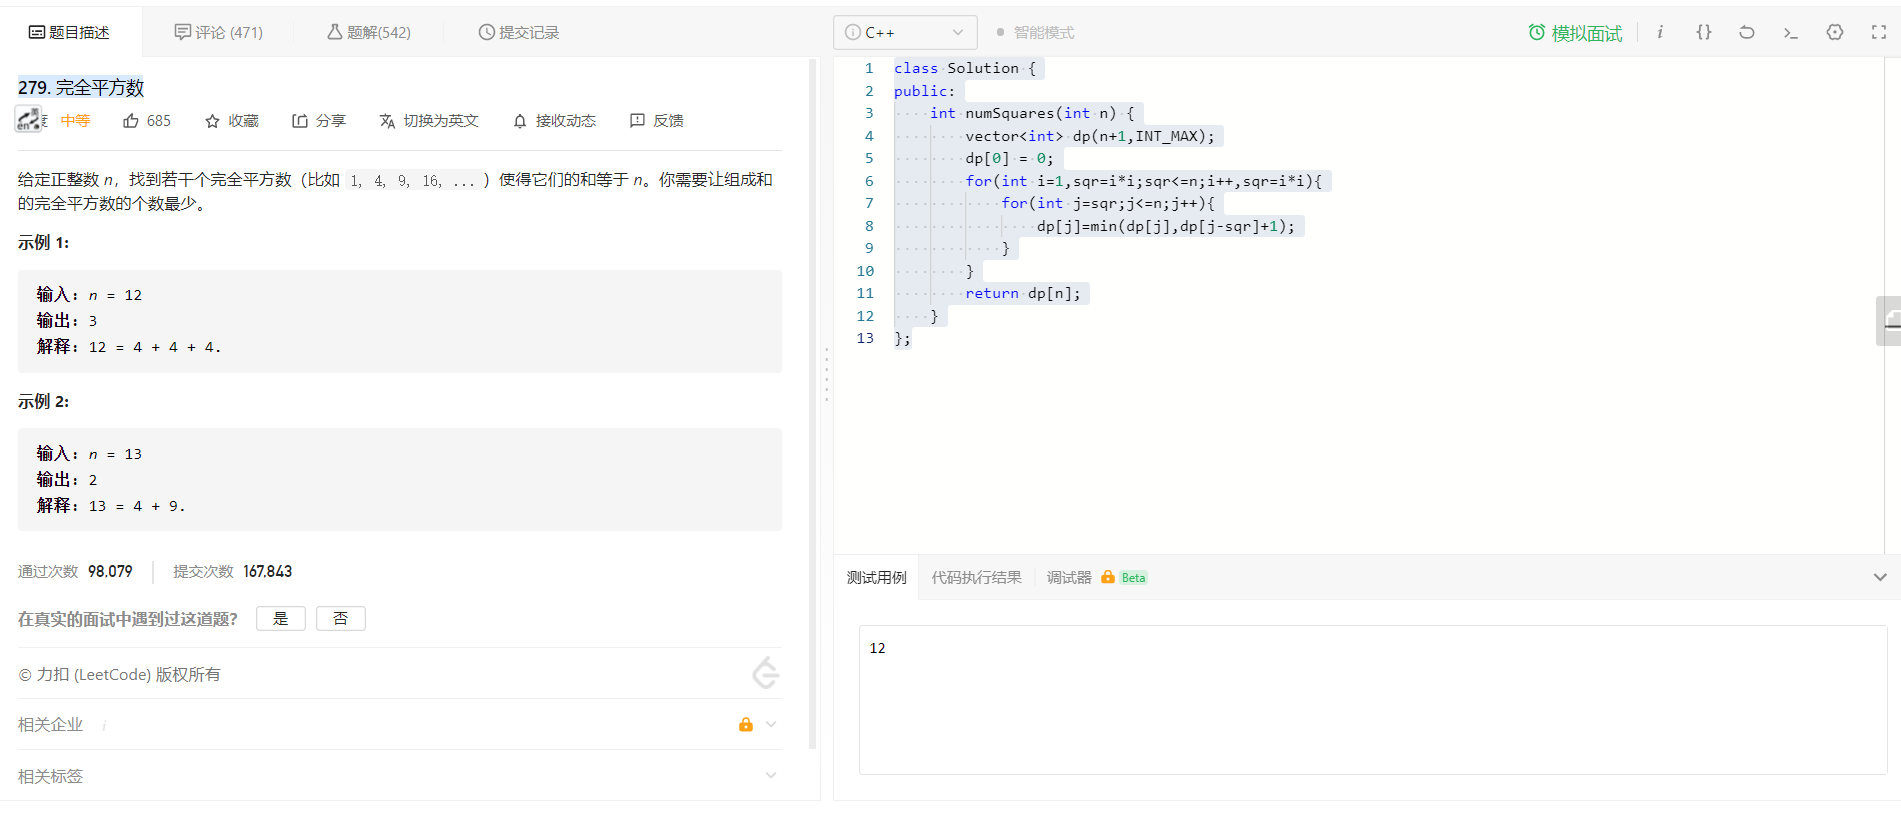 题目描述
评论 (471)
题解(542)
提交记录
279. 完全平方数
中等
685
收藏
分享
切换为英文
接收动态
反馈
给定正整数 n，找到若干个完全平方数（比如 1, 4, 9, 16, ...）使得它们的和等于 n。你需要让组成和
的完全平方数的个数最少。
示例 1:
输入：n = 12
输出：3
解释：12 = 4 + 4 + 4.
示例 2:
输入：n = 13
输出：2
解释：13 = 4 + 9.
通过次数 98,079
提交次数 167,843
在真实的面试中遇到过这道题?
是
否
© 力扣 (LeetCode) 版权所有
相关企业
相关标签
C++
智能模式
模拟面试
1 class Solution {
2 public:
3 int numSquares(int n) {
4 vector<int> dp(n+1,INT_MAX);
5 dp[0] = 0;
6 for(int i=1,sqr=i*i;sqr<=n;i++,sqr=i*i){
7 for(int j=sqr;j<=n;j++){
8 dp[j]=min(dp[j],dp[j-sqr]+1);
9 }
10 }
11 return dp[n];
12 }
13 };
测试用例
代码执行结果
调试器
Beta
12